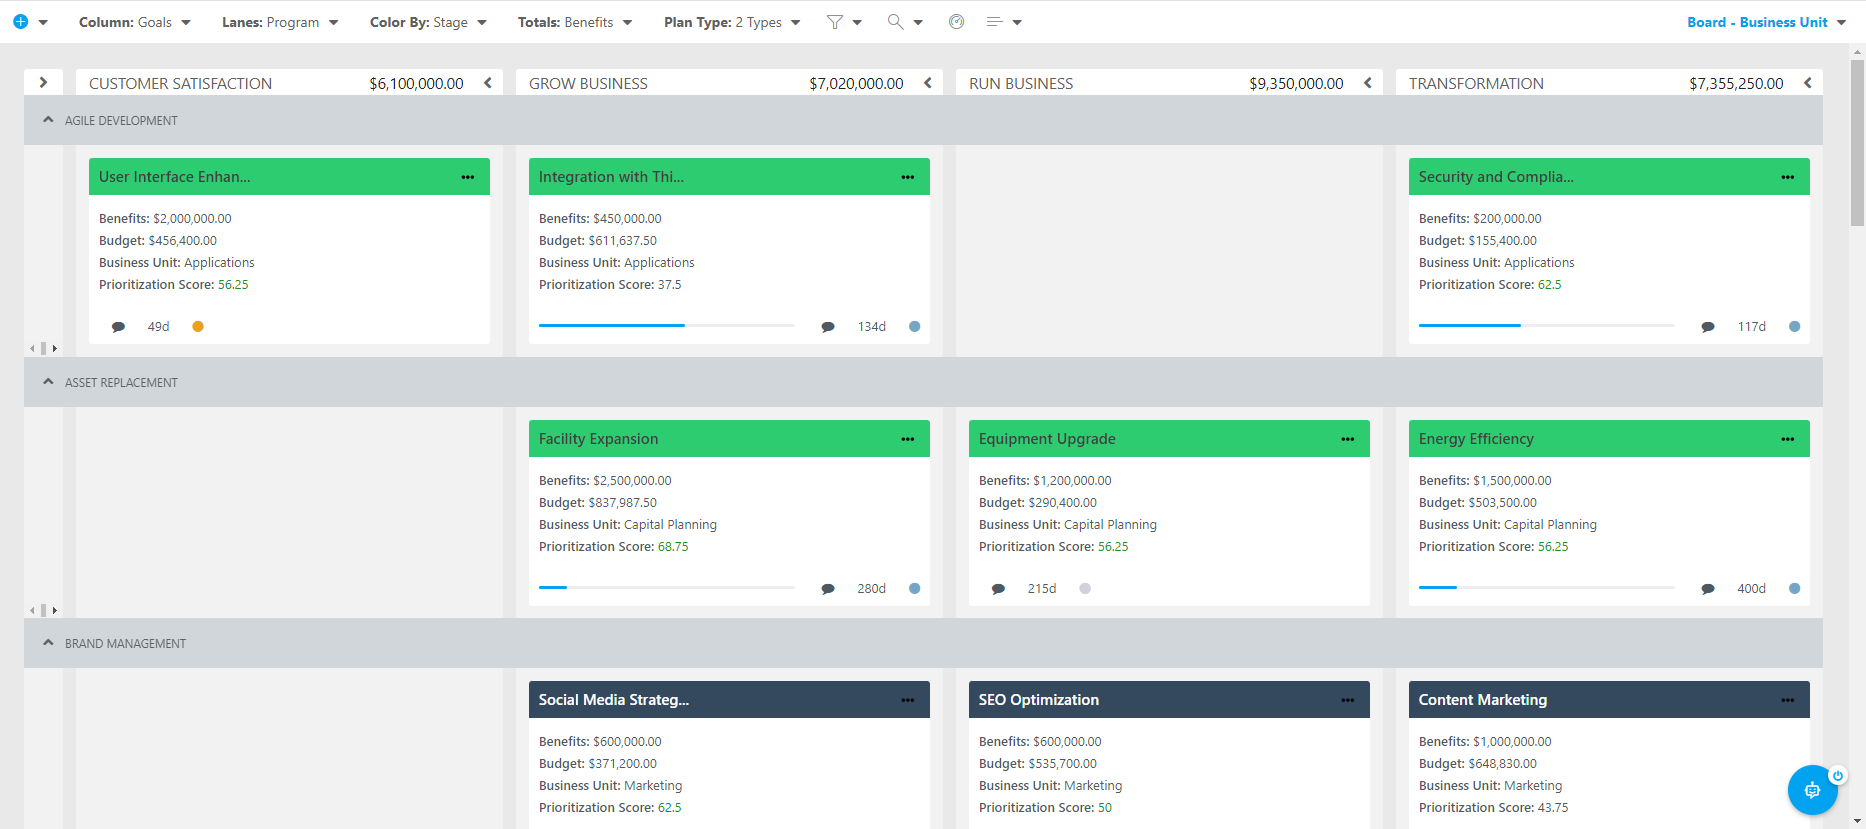 Column: Goals Lanes: Program Color By: Stage Totals: Benefits Plan Type: 2 Types Board - Business Unit
CUSTOMER SATISFACTION $6,100,000.00 GROW BUSINESS $7,020,000.00 RUN BUSINESS $9,350,000.00 TRANSFORMATION $7,355,250.00
AGILE DEVELOPMENT
User Interface Enhan...
Benefits: $2,000,000.00
Budget: $456,400.00
Business Unit: Applications
Prioritization Score: 56.25
49d
Integration with Thi...
Benefits: $450,000.00
Budget: $611,637.50
Business Unit: Applications
Prioritization Score: 37.5
134d
Security and Complia...
Benefits: $200,000.00
Budget: $155,400.00
Business Unit: Applications
Prioritization Score: 62.5
117d
ASSET REPLACEMENT
Facility Expansion
Benefits: $2,500,000.00
Budget: $837,987.50
Business Unit: Capital Planning
Prioritization Score: 68.75
280d
Equipment Upgrade
Benefits: $1,200,000.00
Budget: $290,400.00
Business Unit: Capital Planning
Prioritization Score: 56.25
215d
Energy Efficiency
Benefits: $1,500,000.00
Budget: $503,500.00
Business Unit: Capital Planning
Prioritization Score: 56.25
400d
BRAND MANAGEMENT
Social Media Strateg...
Benefits: $600,000.00
Budget: $371,200.00
Business Unit: Marketing
Prioritization Score: 62.5
SEO Optimization
Benefits: $600,000.00
Budget: $535,700.00
Business Unit: Marketing
Prioritization Score: 50
Content Marketing
Benefits: $1,000,000.00
Budget: $648,830.00
Business Unit: Marketing
Prioritization Score: 43.75